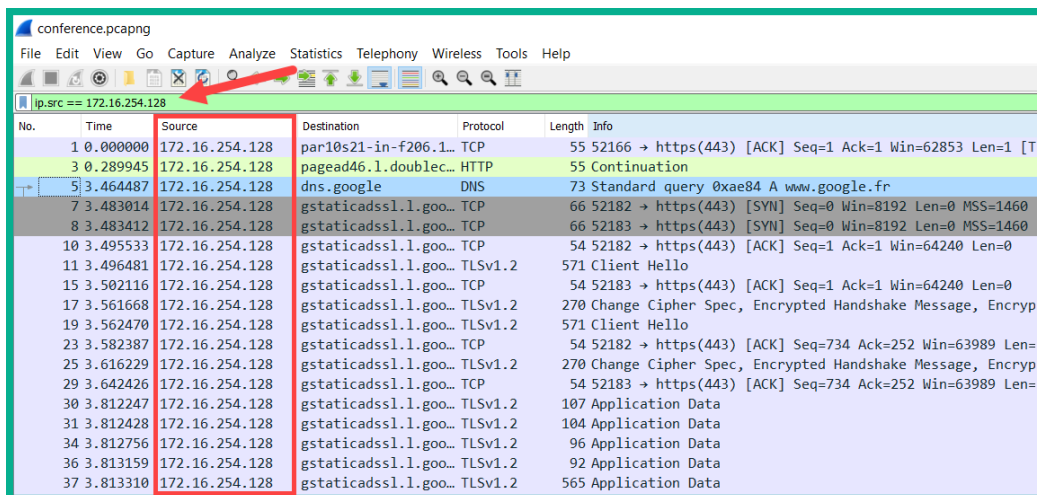 conference.pcapng
File Edit View Go Capture Analyze Statistics Telephony Wireless Tools Help
ip.src == 172.16.254.128
No. Time Source Destination Protocol Length Info
1 0.000000 172.16.254.128 par10s21-in-f206.1… TCP 55 52166 → https(443) [ACK] Seq=1 Ack=1 Win=62853 Len=1 [T
3 0.289945 172.16.254.128 pagead46.l.doublec… HTTP 55 Continuation
5 3.464487 172.16.254.128 dns.google DNS 73 Standard query 0xae84 A www.google.fr
7 3.483014 172.16.254.128 gstaticadssl.l.goo… TCP 66 52182 → https(443) [SYN] Seq=0 Win=8192 Len=0 MSS=1460
8 3.483412 172.16.254.128 gstaticadssl.l.goo… TCP 66 52183 → https(443) [SYN] Seq=0 Win=8192 Len=0 MSS=1460
10 3.495533 172.16.254.128 gstaticadssl.l.goo… TCP 54 52182 → https(443) [ACK] Seq=1 Ack=1 Win=64240 Len=0
11 3.496481 172.16.254.128 gstaticadssl.l.goo… TLSv1.2 571 Client Hello
15 3.502116 172.16.254.128 gstaticadssl.l.goo… TCP 54 52183 → https(443) [ACK] Seq=1 Ack=1 Win=64240 Len=0
17 3.561668 172.16.254.128 gstaticadssl.l.goo… TLSv1.2 270 Change Cipher Spec, Encrypted Handshake Message, Encryp
19 3.562470 172.16.254.128 gstaticadssl.l.goo… TLSv1.2 571 Client Hello
23 3.582387 172.16.254.128 gstaticadssl.l.goo… TCP 54 52182 → https(443) [ACK] Seq=734 Ack=252 Win=63989 Len=
25 3.616229 172.16.254.128 gstaticadssl.l.goo… TLSv1.2 270 Change Cipher Spec, Encrypted Handshake Message, Encryp
29 3.642426 172.16.254.128 gstaticadssl.l.goo… TCP 54 52183 → https(443) [ACK] Seq=734 Ack=252 Win=63989 Len=
30 3.812247 172.16.254.128 gstaticadssl.l.goo… TLSv1.2 107 Application Data
31 3.812428 172.16.254.128 gstaticadssl.l.goo… TLSv1.2 104 Application Data
34 3.812756 172.16.254.128 gstaticadssl.l.goo… TLSv1.2 96 Application Data
36 3.813159 172.16.254.128 gstaticadssl.l.goo… TLSv1.2 92 Application Data
37 3.813310 172.16.254.128 gstaticadssl.l.goo… TLSv1.2 565 Application Data